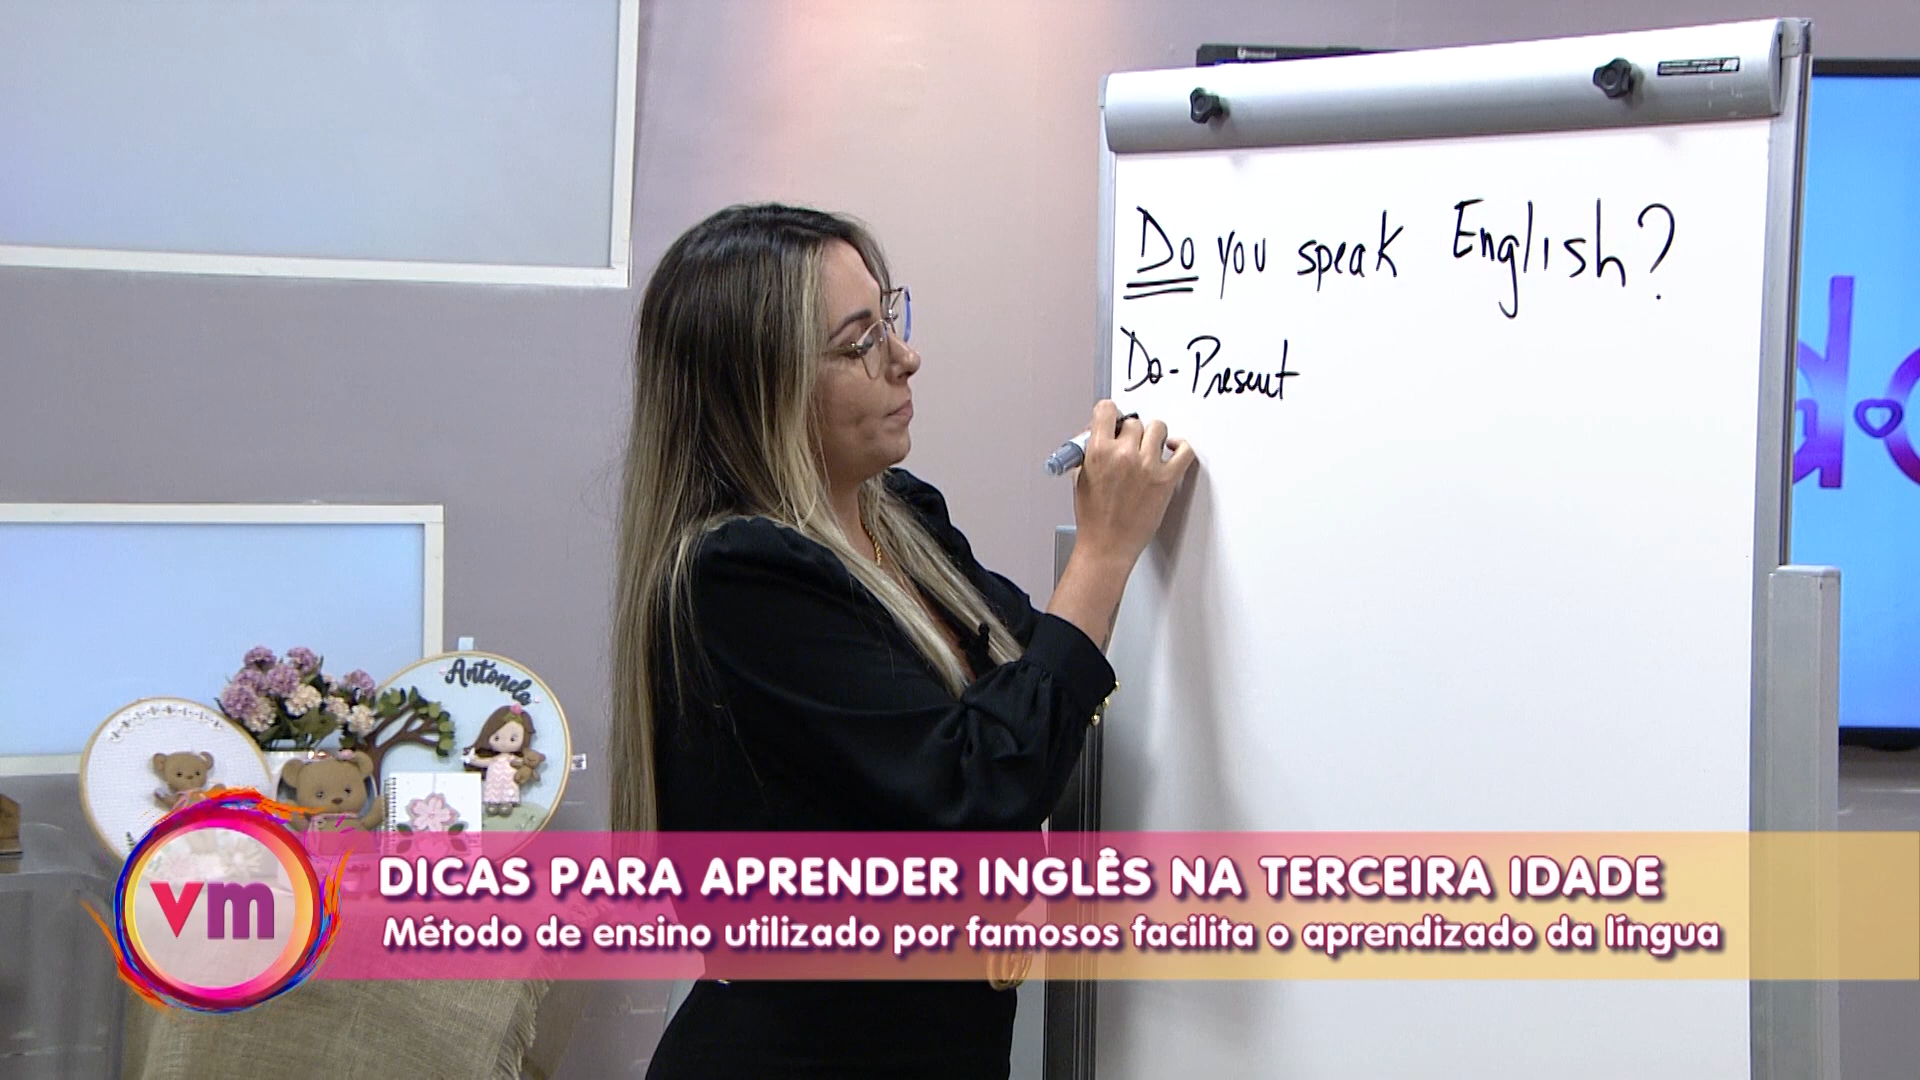 Do you speak English?
Do - Present
Antonela
vm
DICAS PARA APRENDER INGLÊS NA TERCEIRA IDADE
Método de ensino utilizado por famosos facilita o aprendizado da língua